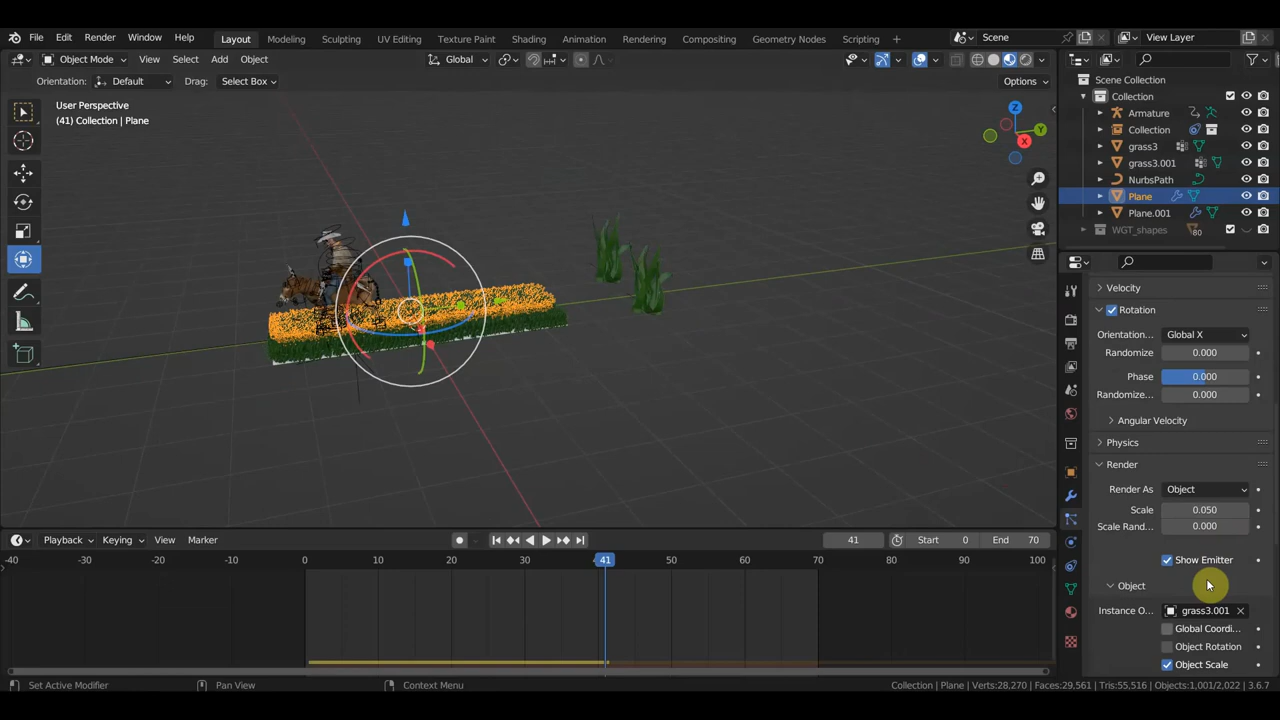 File Edit Render Window Help Layout Modeling Sculpting UV Editing Texture Paint Shading Animation Rendering Compositing Geometry Nodes Scripting + Scene View Layer
Object Mode View Select Add Object Global
Orientation: Default Drag: Select Box Options
User Perspective
(41) Collection | Plane
Z
Y
X
Scene Collection
Collection
Armature
Collection
grass3
grass3.001
NurbsPath
Plane
Plane.001
WGT_shapes 80
Velocity
Rotation
Orientation... Global X
Randomize 0.000
Phase 0.000
Randomize... 0.000
Angular Velocity
Physics
Render
Render As Object
Scale 0.050
Scale Rand... 0.000
Show Emitter
Object
Instance O... grass3.001
Global Coordi...
Object Rotation
Object Scale
Playback Keying View Marker 41 Start 0 End 70
-40 -30 -20 -10 0 10 20 30 41 50 60 70 80 90 100
Set Active Modifier Pan View Context Menu Collection | Plane | Verts:28,270 | Faces:29,561 | Tris:55,516 | Objects:1,001/2,022 | 3.6.7